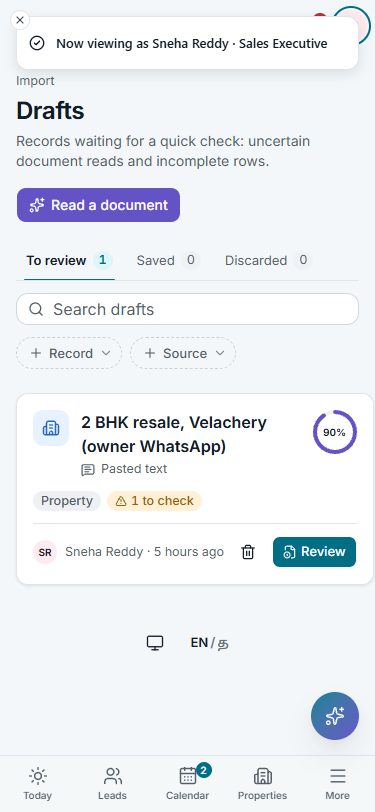 Now viewing as Sneha Reddy · Sales Executive
Import
Drafts
Records waiting for a quick check: uncertain
document reads and incomplete rows.
Read a document
To review 1 Saved 0 Discarded 0
Search drafts
Record Source
2 BHK resale, Velachery
(owner WhatsApp)
90%
Pasted text
Property 1 to check
SR Sneha Reddy · 5 hours ago Review
EN / த
2
Today Leads Calendar Properties More